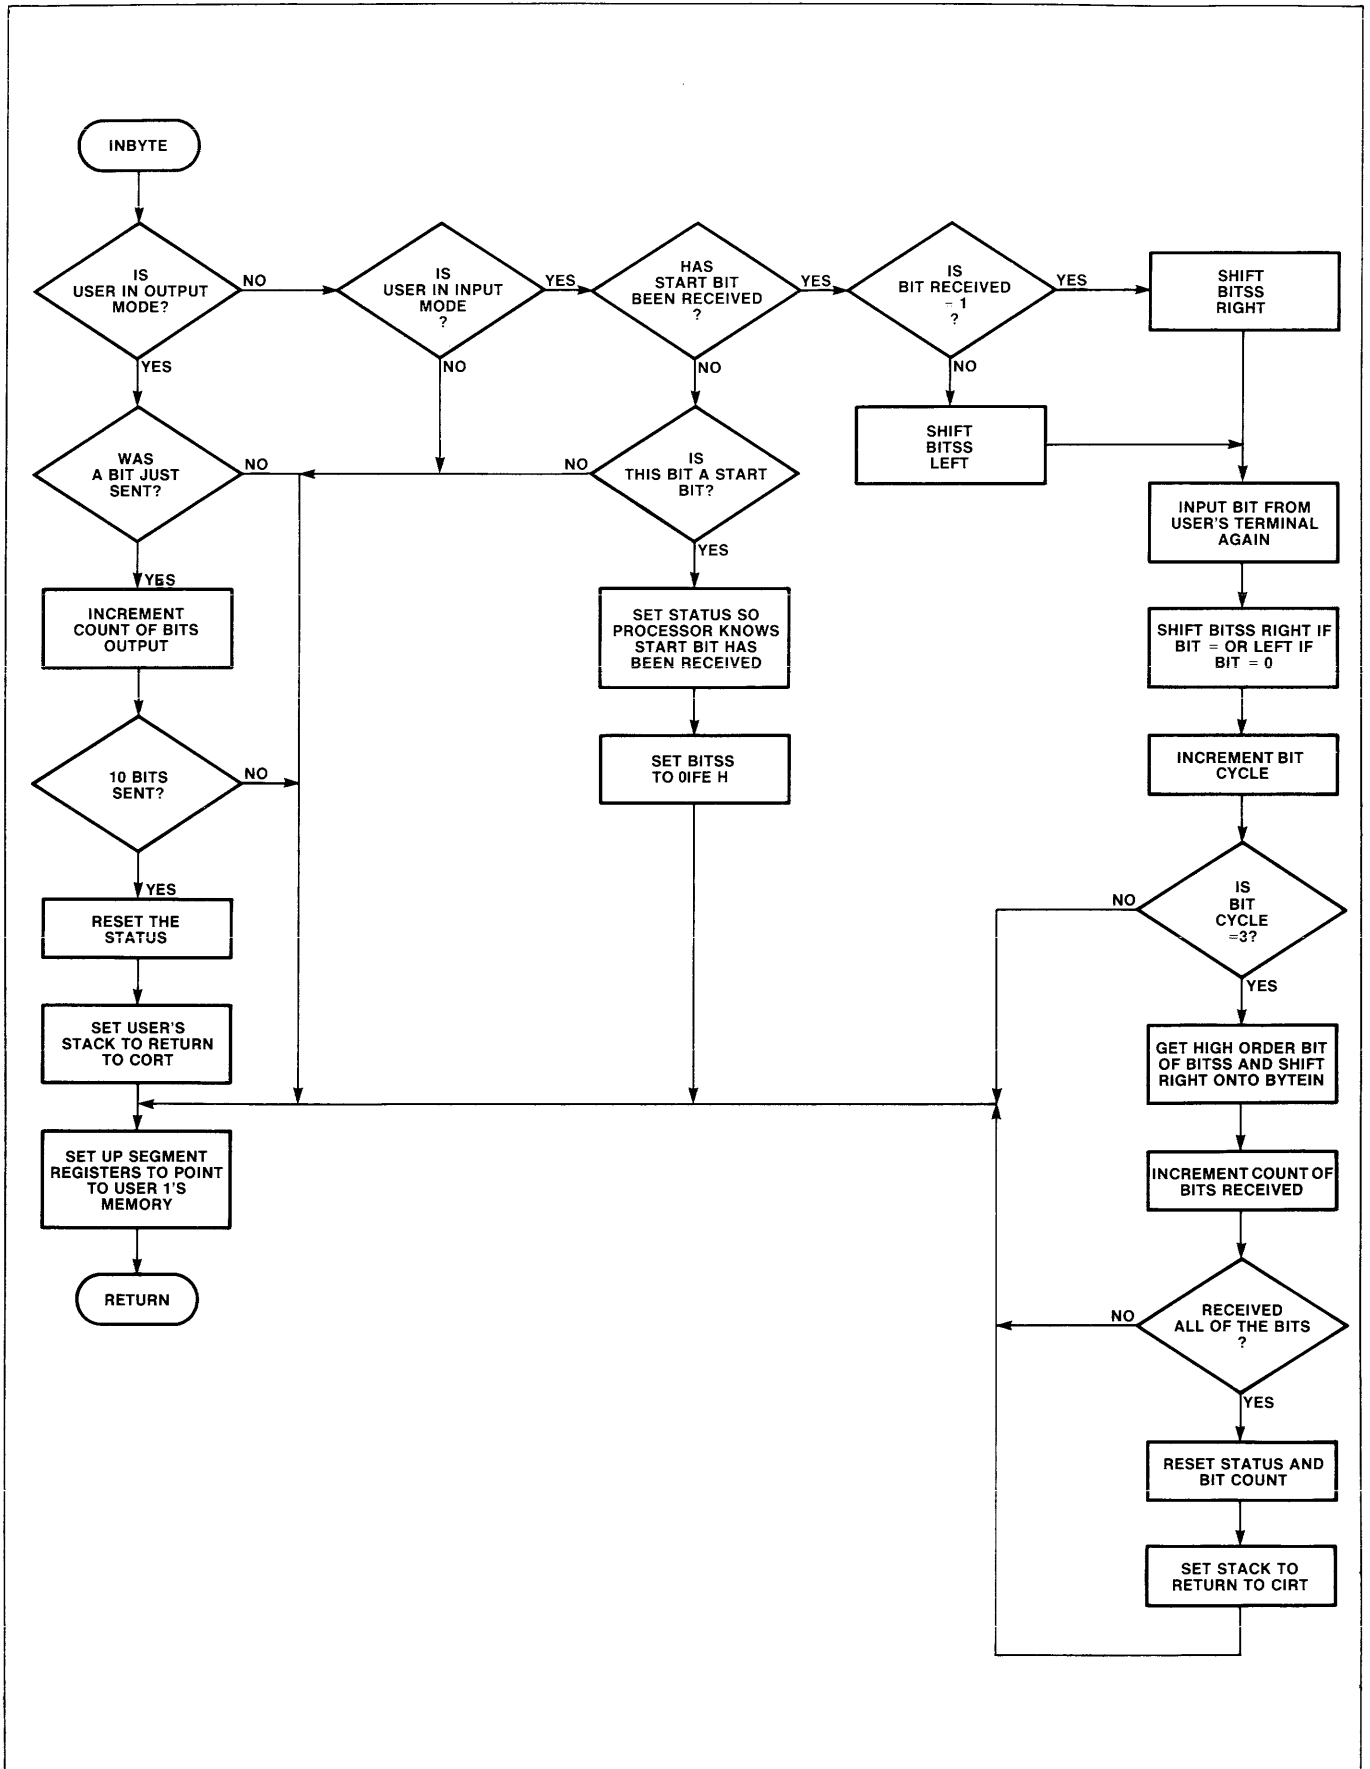 INBYTE
IS
USER IN OUTPUT
MODE?
NO
YES
IS
USER IN INPUT
MODE
?
YES
NO
HAS
START BIT
BEEN RECEIVED
?
YES
NO
IS
BIT RECEIVED
= 1
?
YES
NO
SHIFT
BITSS
RIGHT
WAS
A BIT JUST
SENT?
NO
YES
IS
THIS BIT A START
BIT?
NO
YES
SHIFT
BITSS
LEFT
INPUT BIT FROM
USER'S TERMINAL
AGAIN
INCREMENT
COUNT OF BITS
OUTPUT
SET STATUS SO
PROCESSOR KNOWS
START BIT HAS
BEEN RECEIVED
SHIFT BITSS RIGHT IF
BIT = OR LEFT IF
BIT = 0
10 BITS
SENT?
NO
YES
SET BITSS
TO 0IFE H
INCREMENT BIT
CYCLE
IS
BIT
CYCLE
=3?
NO
YES
RESET THE
STATUS
SET USER'S
STACK TO RETURN
TO CORT
GET HIGH ORDER BIT
OF BITSS AND SHIFT
RIGHT ONTO BYTEIN
SET UP SEGMENT
REGISTERS TO POINT
TO USER 1'S
MEMORY
INCREMENT COUNT OF
BITS RECEIVED
RETURN
RECEIVED
ALL OF THE BITS
?
NO
YES
RESET STATUS AND
BIT COUNT
SET STACK TO
RETURN TO CIRT